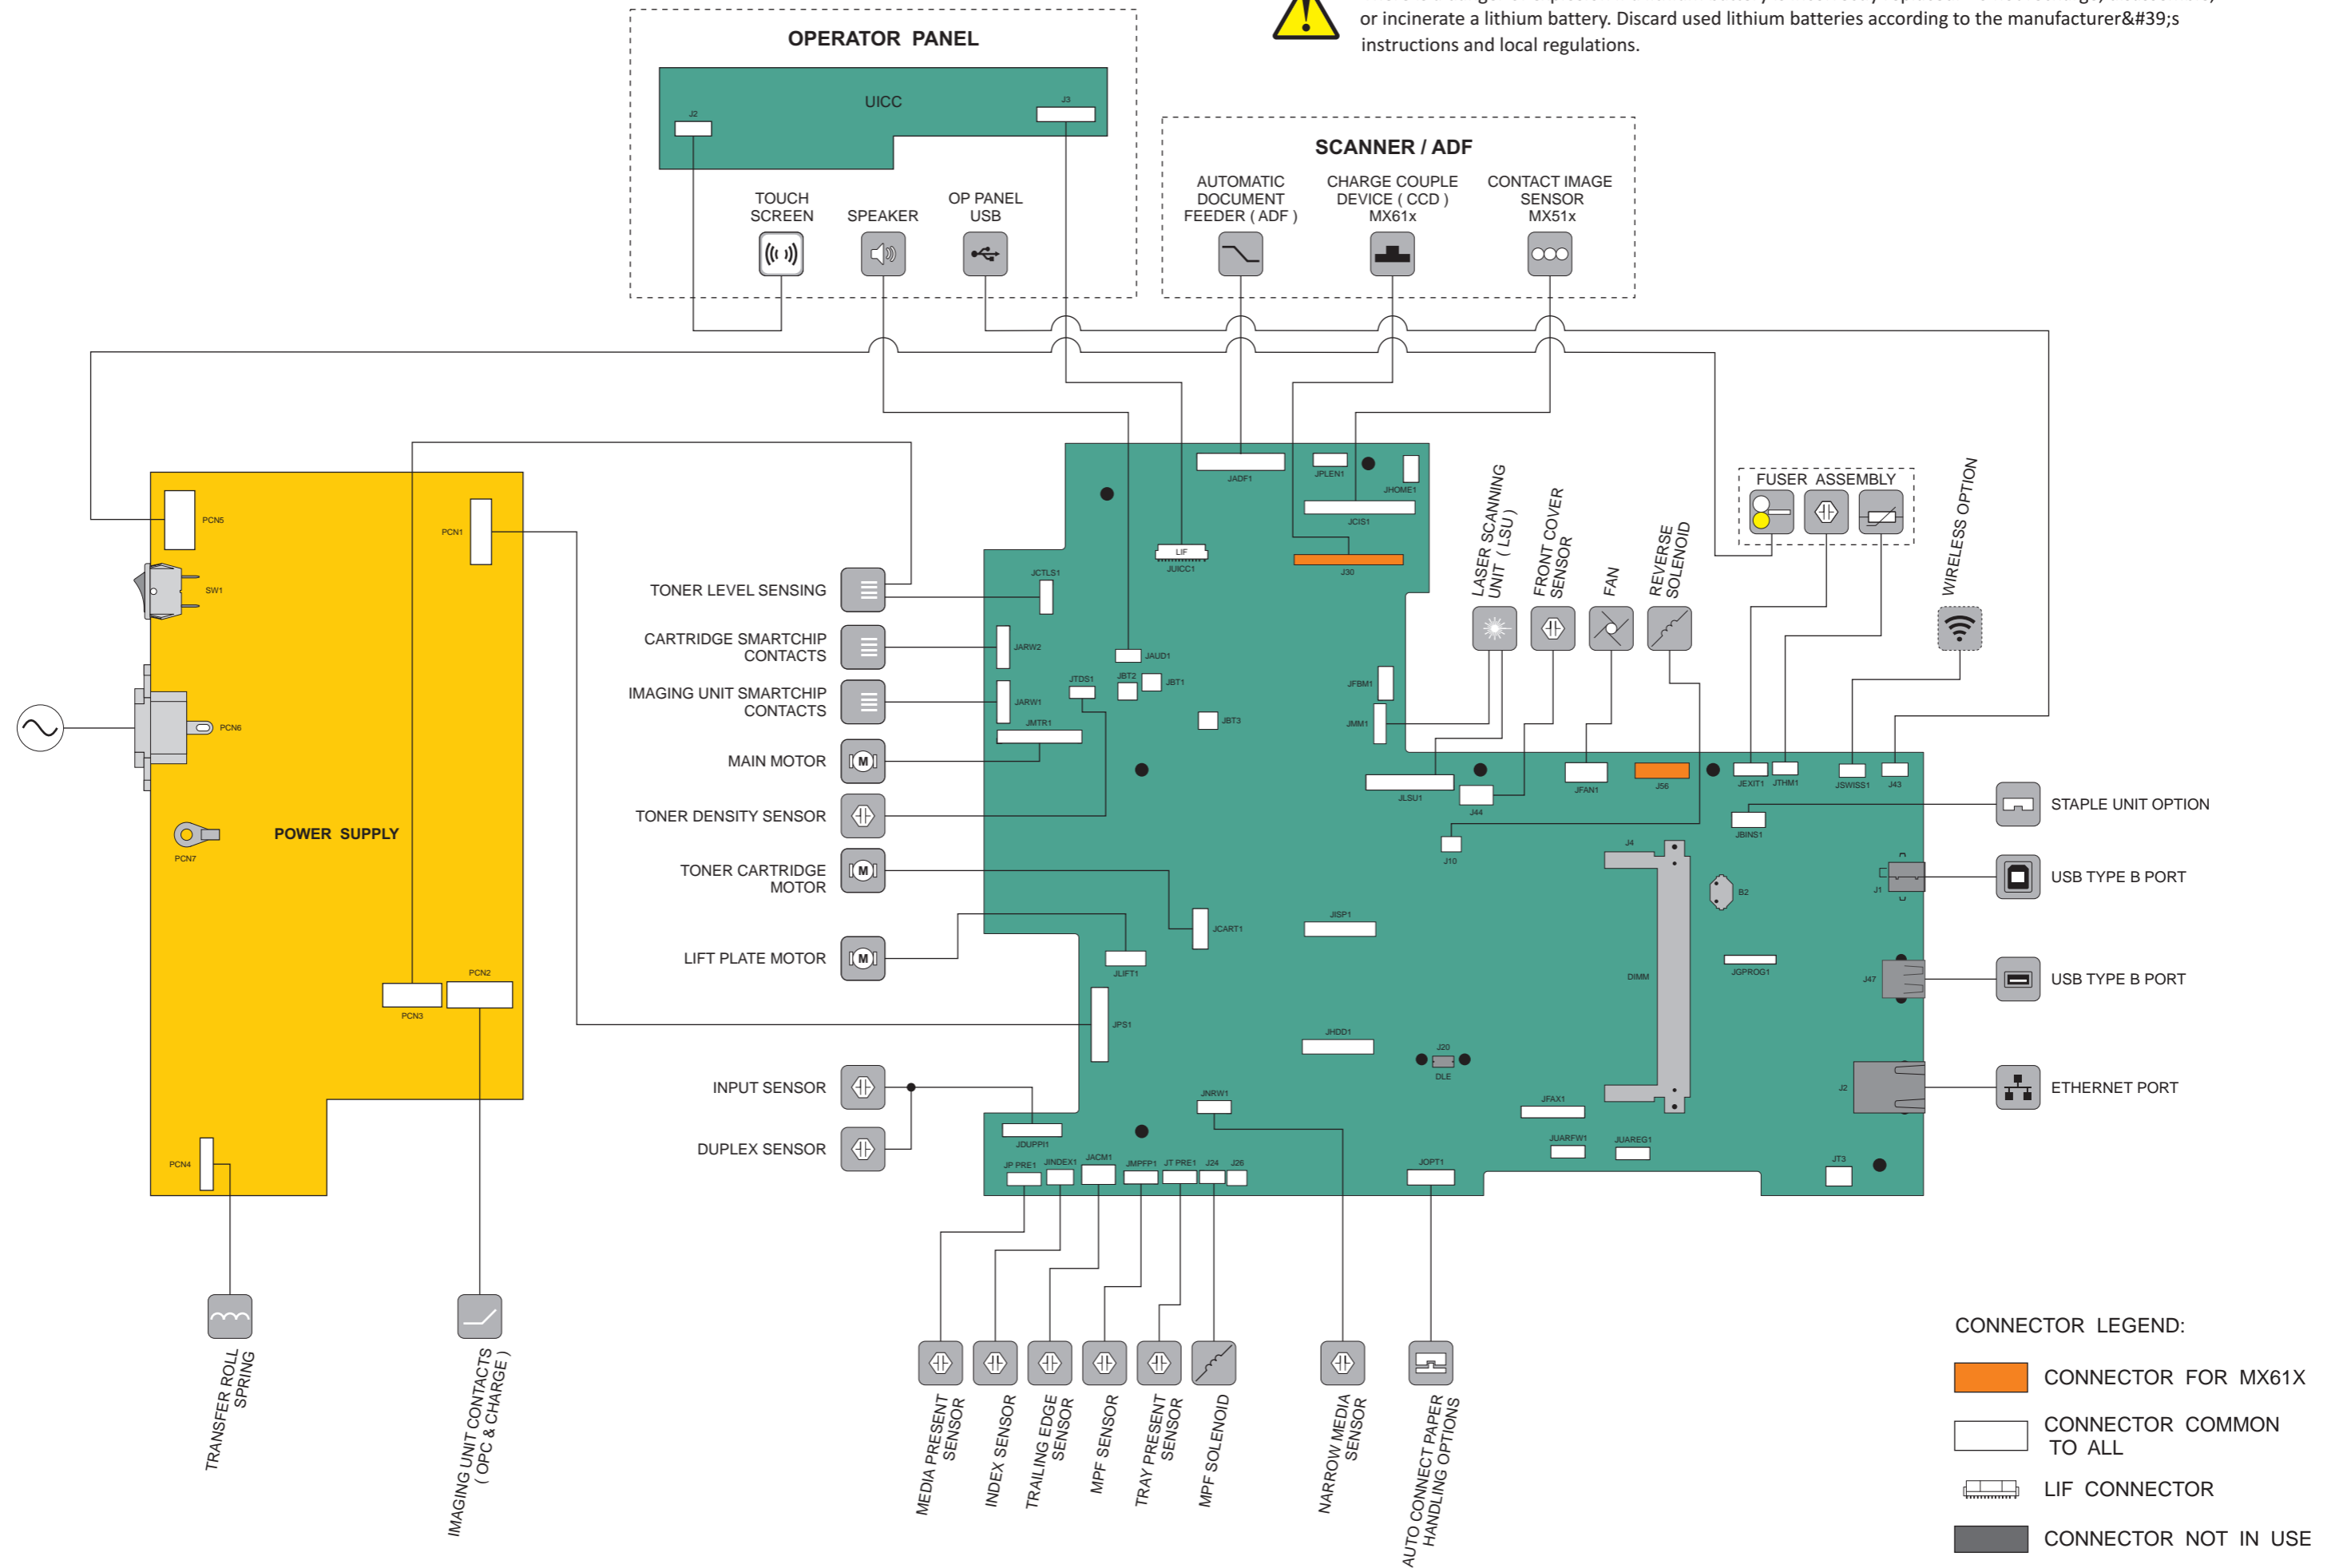 or incinerate a lithium battery. Discard used lithium batteries according to the manufacturer&#39;s
instructions and local regulations.
OPERATOR PANEL
UICC
J2
J3
TOUCH
SCREEN
SPEAKER
OP PANEL
USB
SCANNER / ADF
AUTOMATIC
DOCUMENT
FEEDER ( ADF )
CHARGE COUPLE
DEVICE ( CCD )
MX61x
CONTACT IMAGE
SENSOR
MX51x
PCN5
PCN1
SW1
PCN6
POWER SUPPLY
PCN7
PCN2
PCN3
PCN4
TRANSFER ROLL
SPRING
IMAGING UNIT CONTACTS
( OPC & CHARGE )
TONER LEVEL SENSING
CARTRIDGE SMARTCHIP
CONTACTS
IMAGING UNIT SMARTCHIP
CONTACTS
MAIN MOTOR
M
TONER DENSITY SENSOR
TONER CARTRIDGE
MOTOR
M
LIFT PLATE MOTOR
M
INPUT SENSOR
DUPLEX SENSOR
JADF1
JPLEN1
JHOME1
JCIS1
LIF
JUICC1
J30
JCTLS1
JARW2
JAUD1
JTDS1
JBT2
JBT1
JARW1
JMTR1
JBT3
JFBM1
JMM1
LASER SCANNING
UNIT ( LSU )
FRONT COVER
SENSOR
FAN
REVERSE
SOLENOID
FUSER ASSEMBLY
WIRELESS OPTION
JLSU1
J44
J10
JFAN1
J56
JEXIT1
JTHM1
JSWISS1
J43
JBINS1
STAPLE UNIT OPTION
J4
B2
J1
USB TYPE B PORT
JCART1
JISP1
JLIFT1
DIMM
JGPROG1
J47
USB TYPE B PORT
JPS1
JHDD1
J20
DLE
J2
ETHERNET PORT
JNRW1
JFAX1
JUARFW1
JUAREG1
JDUPPI1
JP PRE1
JINDEX1
JACM1
JMPFP1
JT PRE1
J24
J26
JOPT1
JT3
MEDIA PRESENT
SENSOR
INDEX SENSOR
TRAILING EDGE
SENSOR
MPF SENSOR
TRAY PRESENT
SENSOR
MPF SOLENOID
NARROW MEDIA
SENSOR
AUTO CONNECT PAPER
HANDLING OPTIONS
CONNECTOR LEGEND:
CONNECTOR FOR MX61X
CONNECTOR COMMON
TO ALL
LIF CONNECTOR
CONNECTOR NOT IN USE